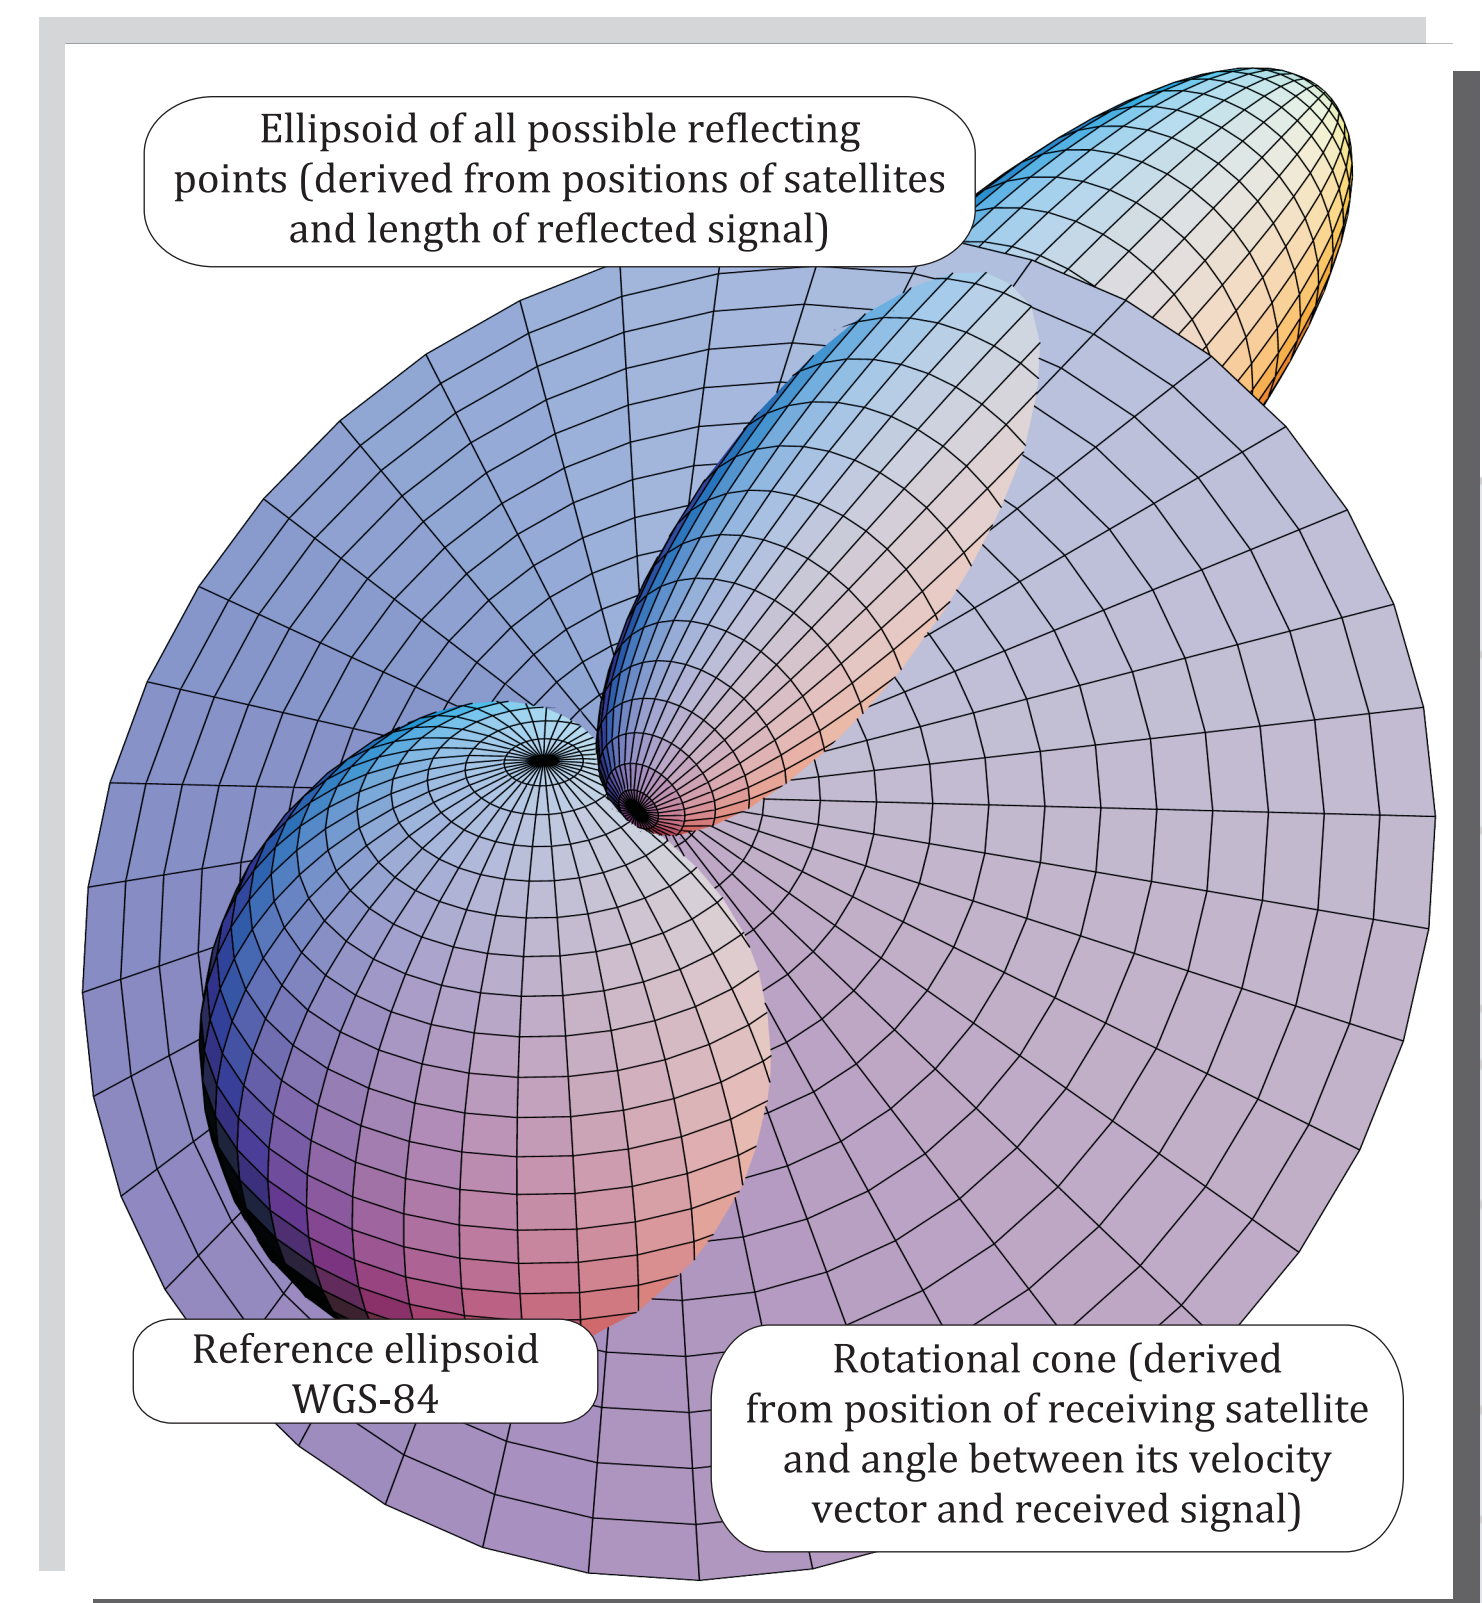 Ellipsoid of all possible reflecting
points (derived from positions of satellites
and length of reflected signal)
Reference ellipsoid
WGS-84
Rotational cone (derived
from position of receiving satellite
and angle between its velocity
vector and received signal)